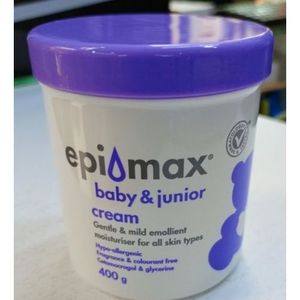 epimax®
baby & junior
cream
Gentle & mild emollient
moisturiser for all skin types
Hypo-allergenic
Fragrance & colourant free
Cetomacrogol & glycerine
400 g